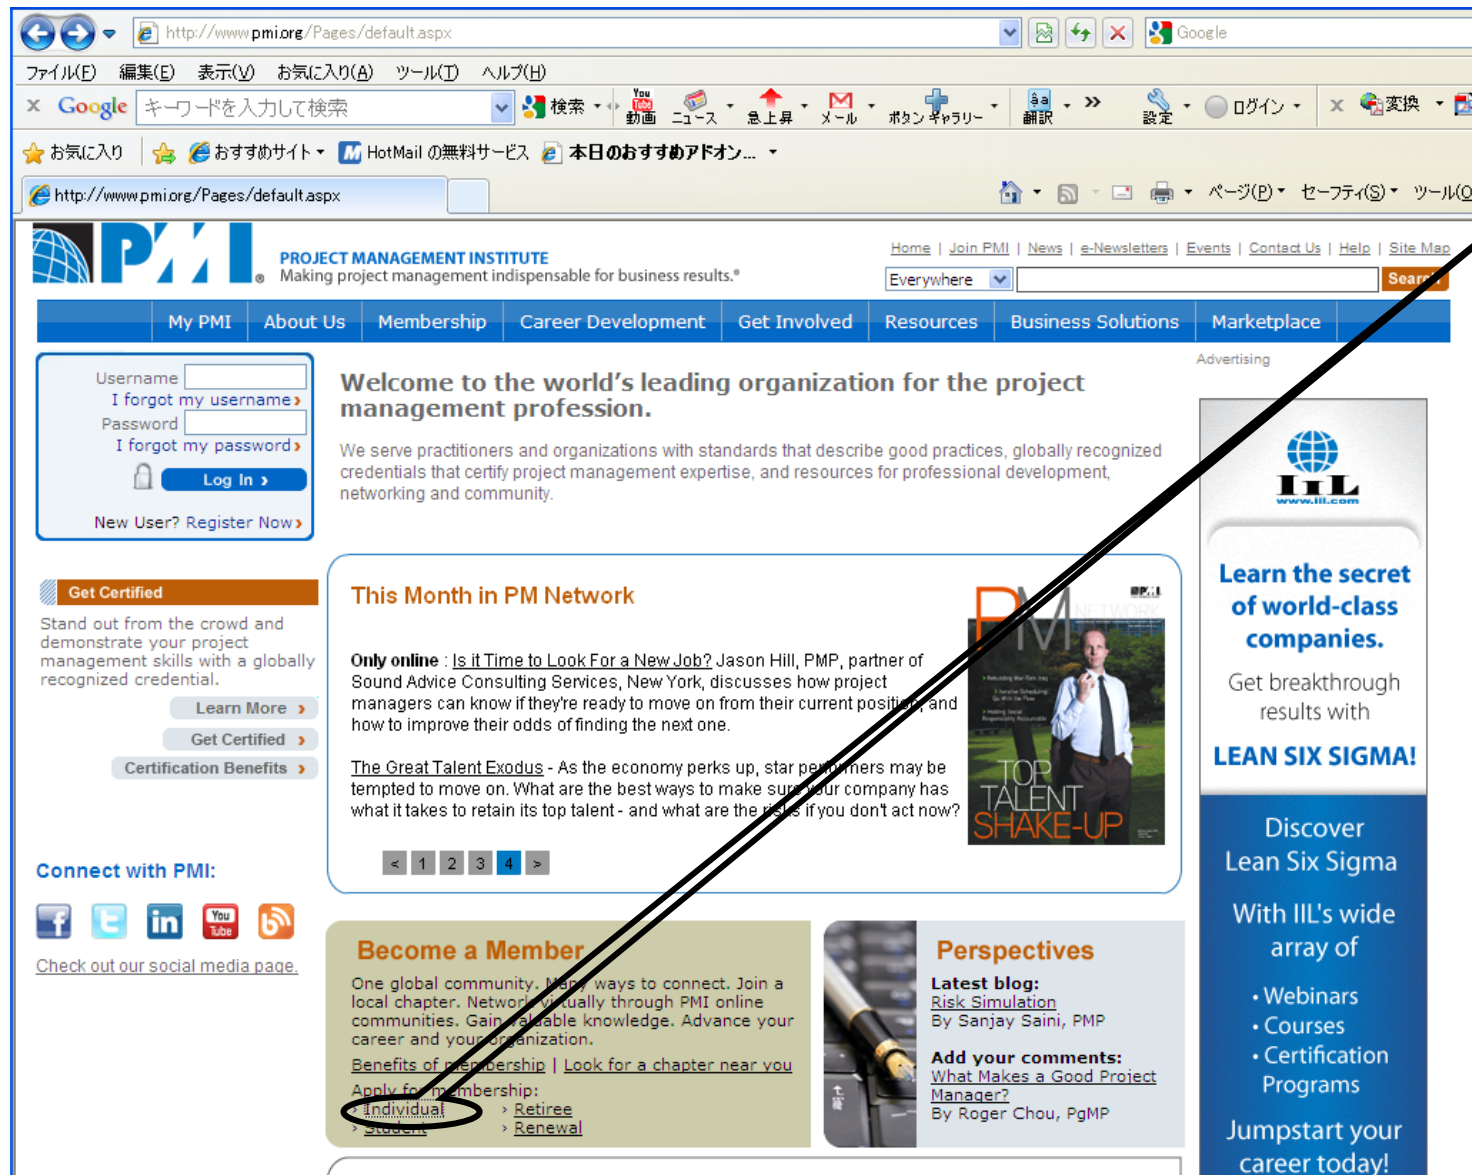 http://www.pmi.org/Pages/default.aspx
Google
ファイル(F) 編集(E) 表示(V) お気に入り(A) ツール(T) ヘルプ(H)
× Google キーワードを入力して検索 検索 You Tube 動画 ニュース 急上昇 メール ボタン ギャラリー âa 翻訳 » 設定 ログイン × 変換
お気に入り おすすめサイト HotMail の無料サービス 本日のおすすめアドオン...
http://www.pmi.org/Pages/default.aspx ページ(P) セーフティ(S) ツール(O
PMI ® PROJECT MANAGEMENT INSTITUTE
Making project management indispensable for business results.®
Home | Join PMI | News | e-Newsletters | Events | Contact Us | Help | Site Map
Everywhere Search
My PMI About Us Membership Career Development Get Involved Resources Business Solutions Marketplace
Username
I forgot my username ›
Password
I forgot my password ›
Log In ›
New User? Register Now ›
Get Certified
Stand out from the crowd and
demonstrate your project
management skills with a globally
recognized credential.
Learn More ›
Get Certified ›
Certification Benefits ›
Connect with PMI:
f t in You Tube
Check out our social media page.
Welcome to the world's leading organization for the project
management profession.
We serve practitioners and organizations with standards that describe good practices, globally recognized
credentials that certify project management expertise, and resources for professional development,
networking and community.
This Month in PM Network
Only online : Is it Time to Look For a New Job? Jason Hill, PMP, partner of
Sound Advice Consulting Services, New York, discusses how project
managers can know if they're ready to move on from their current position, and
how to improve their odds of finding the next one.
The Great Talent Exodus - As the economy perks up, star performers may be
tempted to move on. What are the best ways to make sure your company has
what it takes to retain its top talent - and what are the risks if you don't act now?
< 1 2 3 4 >
PM NETWORK
TOP
TALENT
SHAKE-UP
Become a Member
One global community. Many ways to connect. Join a
local chapter. Network virtually through PMI online
communities. Gain valuable knowledge. Advance your
career and your organization.
Benefits of membership | Look for a chapter near you
Apply for membership:
› Individual › Retiree
› Student › Renewal
Perspectives
Latest blog:
Risk Simulation
By Sanjay Saini, PMP
Add your comments:
What Makes a Good Project
Manager?
By Roger Chou, PgMP
Advertising
IIL
www.iil.com
Learn the secret
of world-class
companies.
Get breakthrough
results with
LEAN SIX SIGMA!
Discover
Lean Six Sigma
With IIL's wide
array of
• Webinars
• Courses
• Certification
Programs
Jumpstart your
career today!